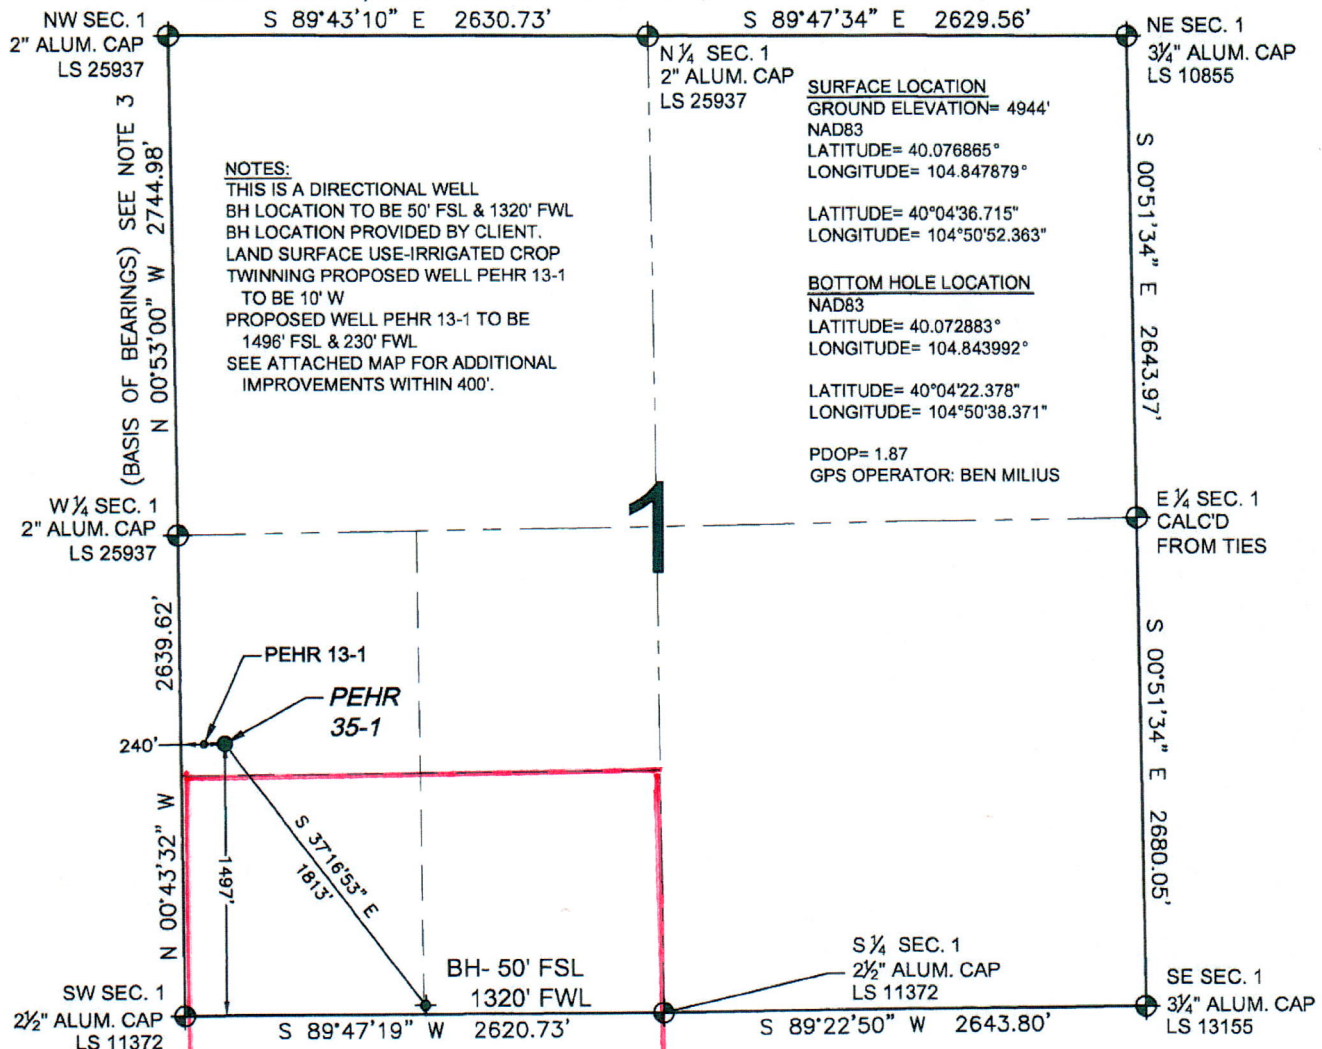 S 89°43'10" E 2630.73'
S 89°47'34" E 2629.56'
NW SEC. 1
2" ALUM. CAP
LS 25937
N ¼ SEC. 1
2" ALUM. CAP
LS 25937
NE SEC. 1
3¼" ALUM. CAP
LS 10855
(BASIS OF BEARINGS) SEE NOTE 3
N 00°53'00" W 2744.98'
NOTES:
THIS IS A DIRECTIONAL WELL
BH LOCATION TO BE 50' FSL & 1320' FWL
BH LOCATION PROVIDED BY CLIENT.
LAND SURFACE USE-IRRIGATED CROP
TWINNING PROPOSED WELL PEHR 13-1
TO BE 10' W
PROPOSED WELL PEHR 13-1 TO BE
1496' FSL & 230' FWL
SEE ATTACHED MAP FOR ADDITIONAL
IMPROVEMENTS WITHIN 400'.
SURFACE LOCATION
GROUND ELEVATION= 4944'
NAD83
LATITUDE= 40.076865°
LONGITUDE= 104.847879°
LATITUDE= 40°04'36.715"
LONGITUDE= 104°50'52.363"
BOTTOM HOLE LOCATION
NAD83
LATITUDE= 40.072883°
LONGITUDE= 104.843992°
LATITUDE= 40°04'22.378"
LONGITUDE= 104°50'38.371"
PDOP= 1.87
GPS OPERATOR: BEN MILIUS
S 00°51'34" E 2643.97'
W ¼ SEC. 1
2" ALUM. CAP
LS 25937
1
E ¼ SEC. 1
CALC'D
FROM TIES
2639.62'
N 00°43'32" W
PEHR 13-1
PEHR
35-1
240'
1497'
S 37°16'53" E
1813'
S 00°51'34" E 2680.05'
BH- 50' FSL
1320' FWL
S ¼ SEC. 1
2½" ALUM. CAP
LS 11372
SW SEC. 1
2½" ALUM. CAP
LS 11372
S 89°47'19" W 2620.73'
S 89°22'50" W 2643.80'
SE SEC. 1
3¼" ALUM. CAP
LS 13155